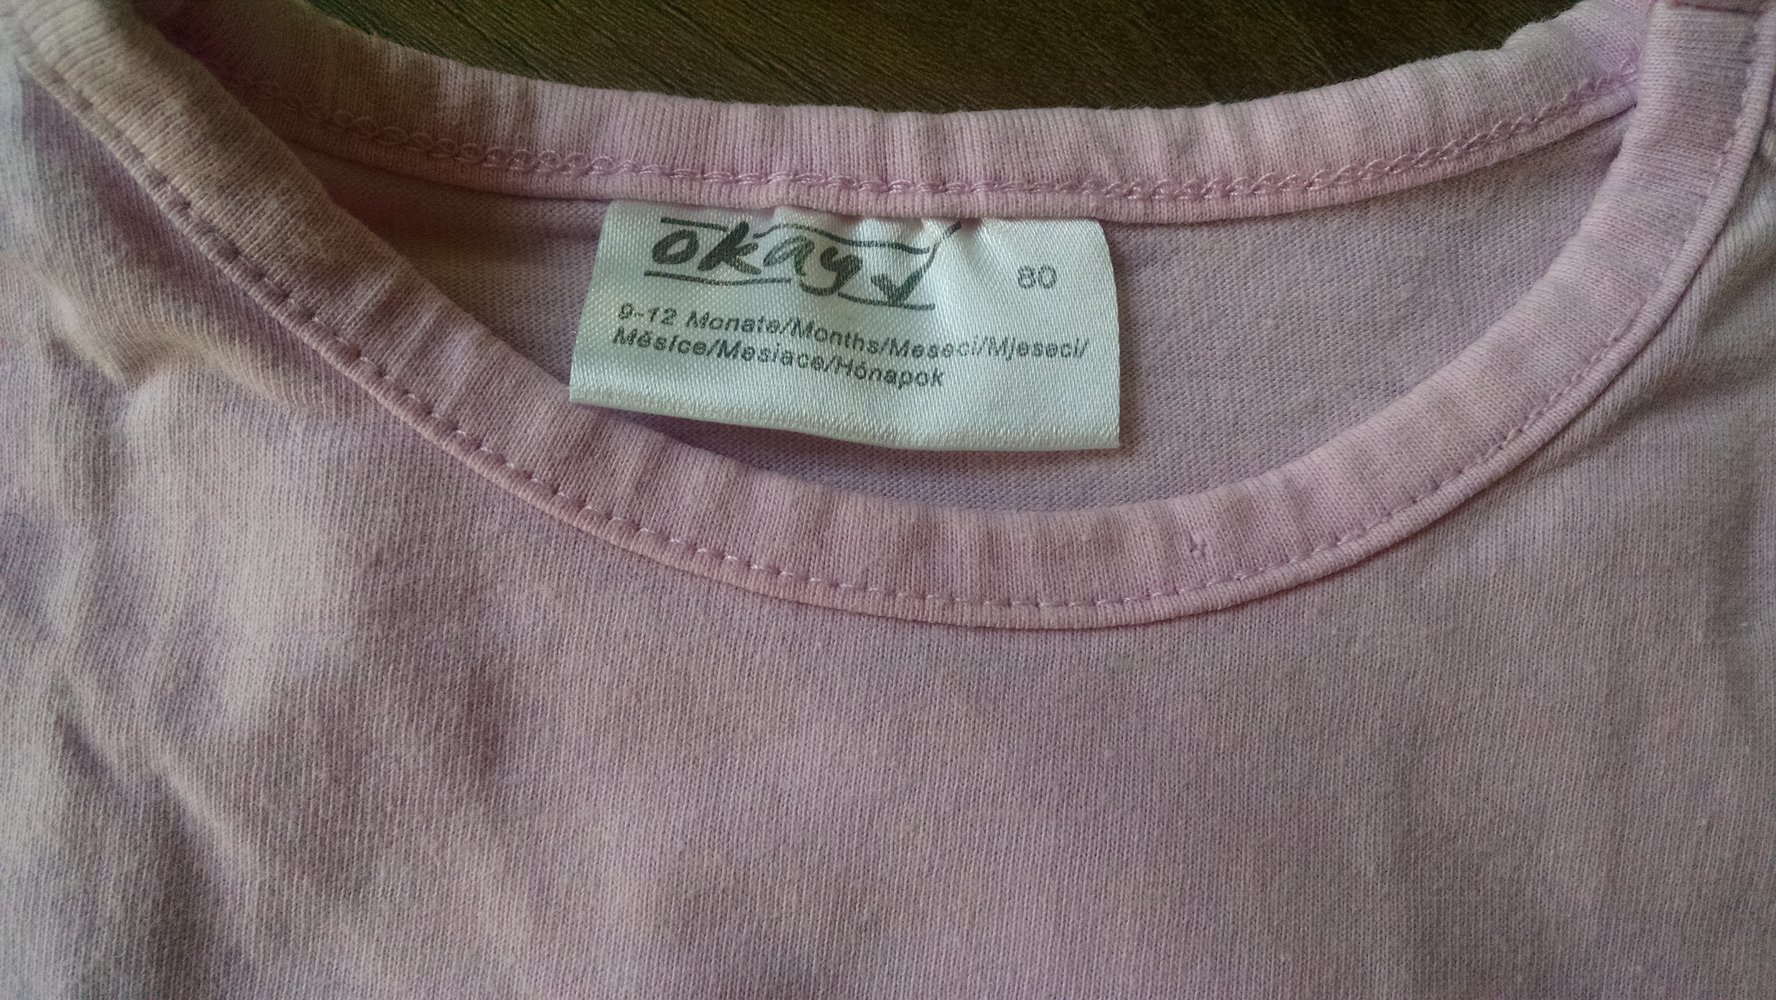 okay 80
9-12 Monate/Months/Meseci/Mjeseci/
Měsíce/Mesiace/Hónapok